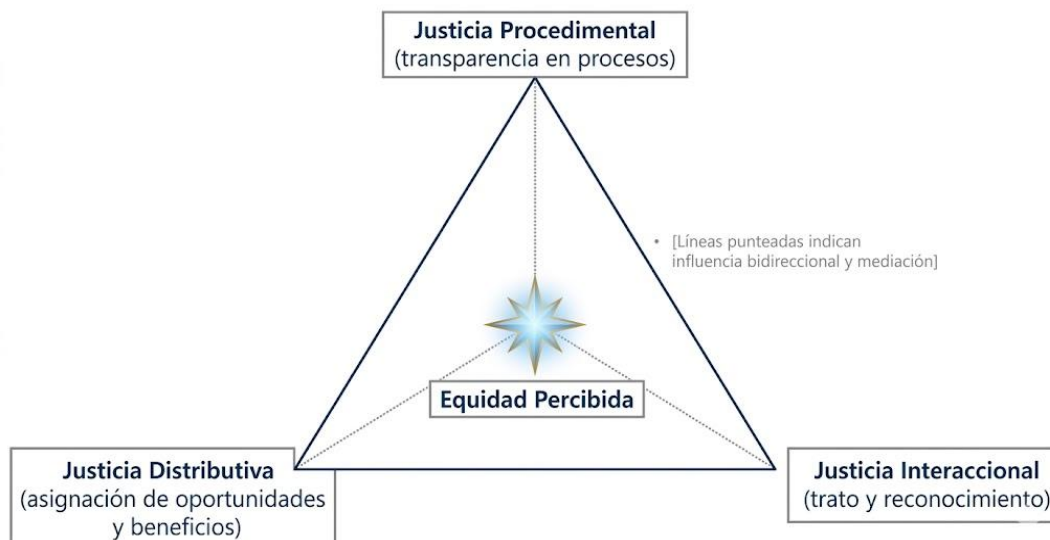 Justicia Procedimental
(transparencia en procesos)
• [Líneas punteadas indican
influencia bidireccional y mediación]
Equidad Percibida
Justicia Distributiva
(asignación de oportunidades
y beneficios)
Justicia Interaccional
(trato y reconocimiento)